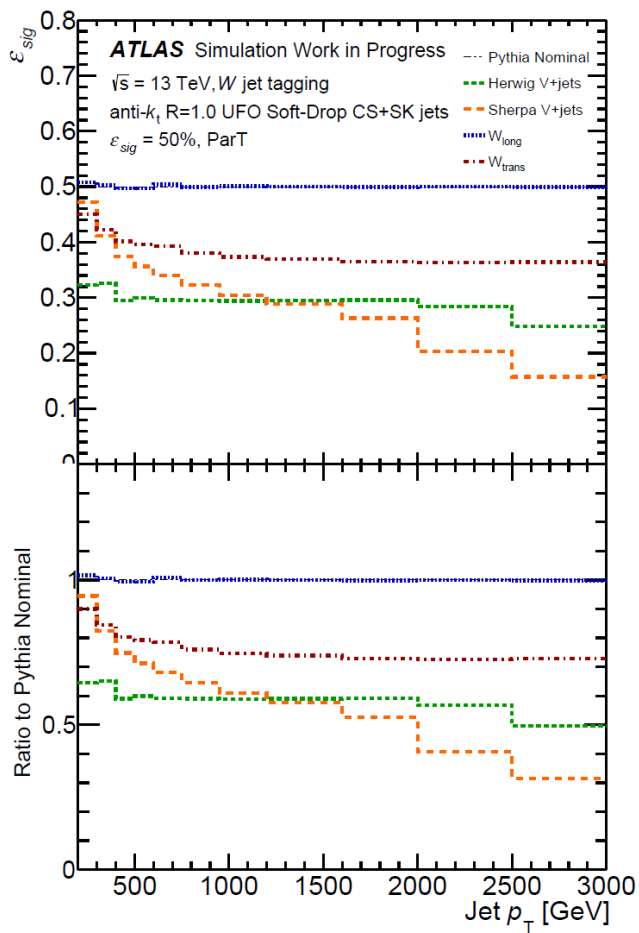 0.8
0.7
0.6
0.5
0.4
0.3
0.2
0.1
0
ε_sig
ATLAS Simulation Work in Progress
√s = 13 TeV, W jet tagging
anti-k_t R=1.0 UFO Soft-Drop CS+SK jets
ε_sig = 50%, ParT
Pythia Nominal
Herwig V+jets
Sherpa V+jets
W_long
W_trans
1
0.5
0
Ratio to Pythia Nominal
500 1000 1500 2000 2500 3000
Jet p_T [GeV]